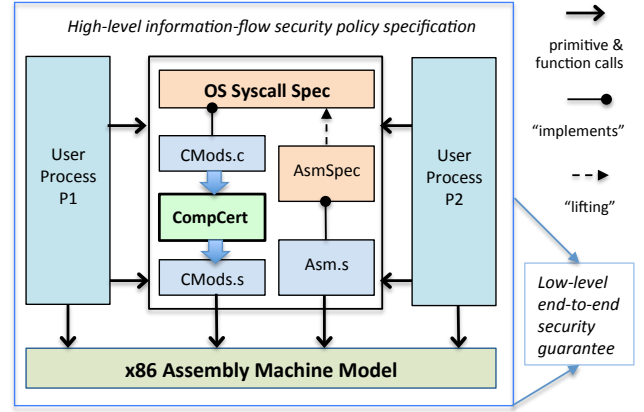 High-level information-flow security policy specification
OS Syscall Spec
User
Process
P1
CMods.c
CompCert
CMods.s
AsmSpec
Asm.s
User
Process
P2
x86 Assembly Machine Model
primitive &
function calls
“implements”
“lifting”
Low-level
end-to-end
security
guarantee